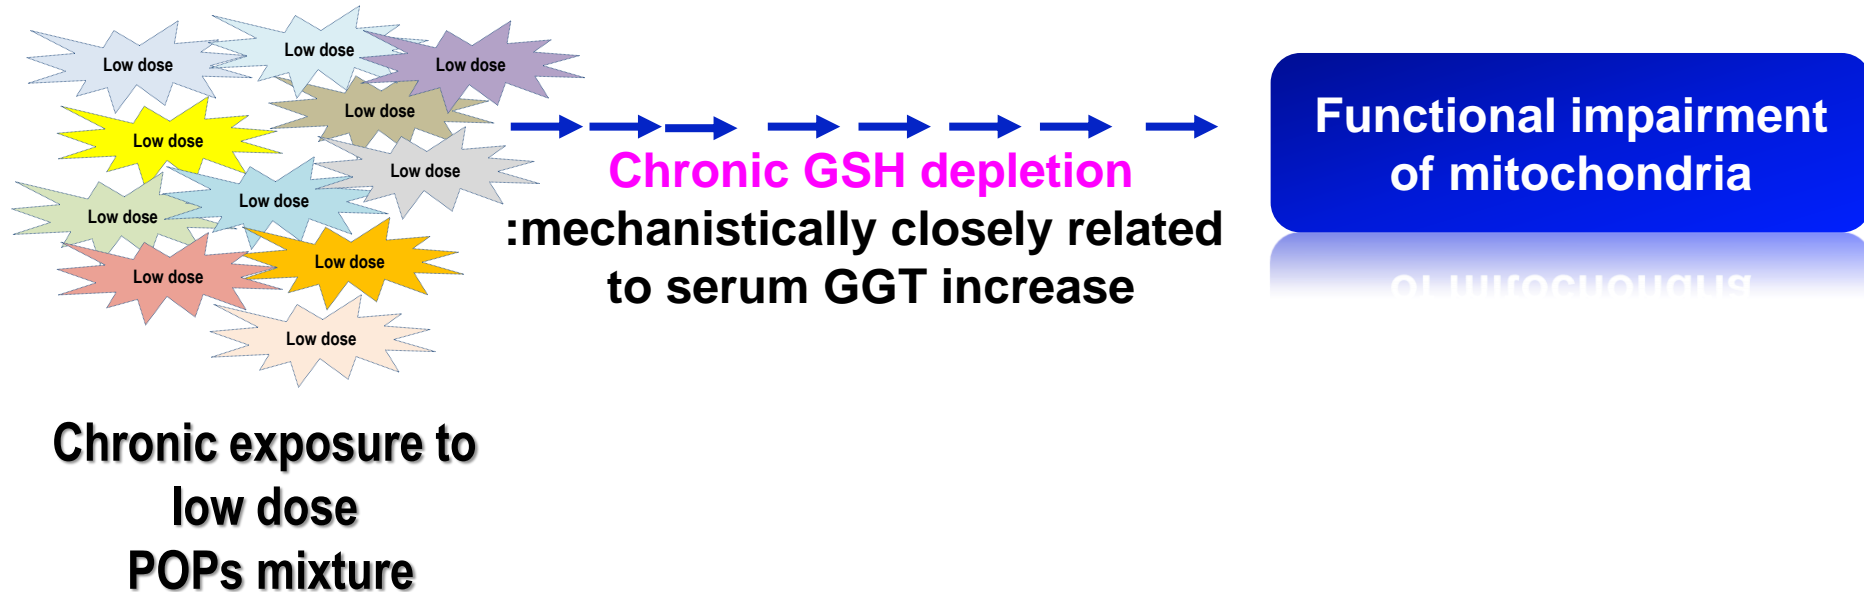 Low dose
Low dose
Low dose
Low dose
Low dose
Low dose
Low dose
Low dose
Low dose
Low dose
Low dose
Chronic exposure to
low dose
POPs mixture
Chronic GSH depletion
:mechanistically closely related
to serum GGT increase
Functional impairment
of mitochondria